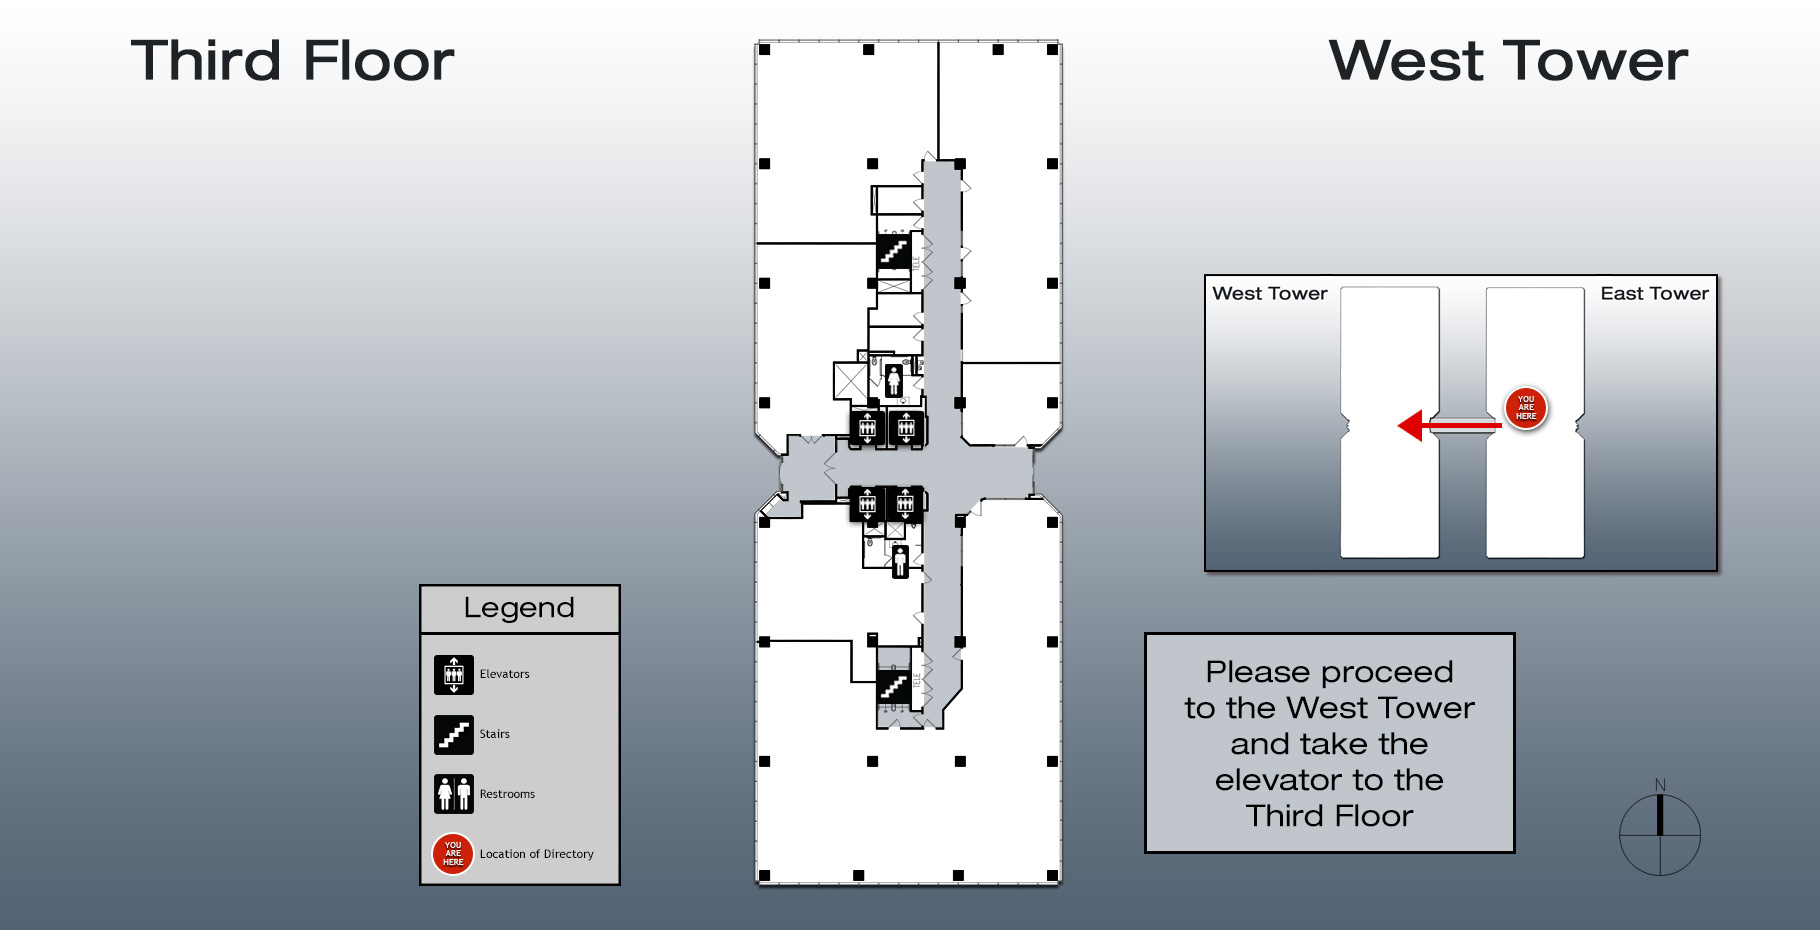 Third Floor
West Tower
TELE
TELE
West Tower
East Tower
YOU
ARE
HERE
Legend
Elevators
Stairs
Restrooms
YOU
ARE
HERE
Location of Directory
Please proceed
to the West Tower
and take the
elevator to the
Third Floor
N